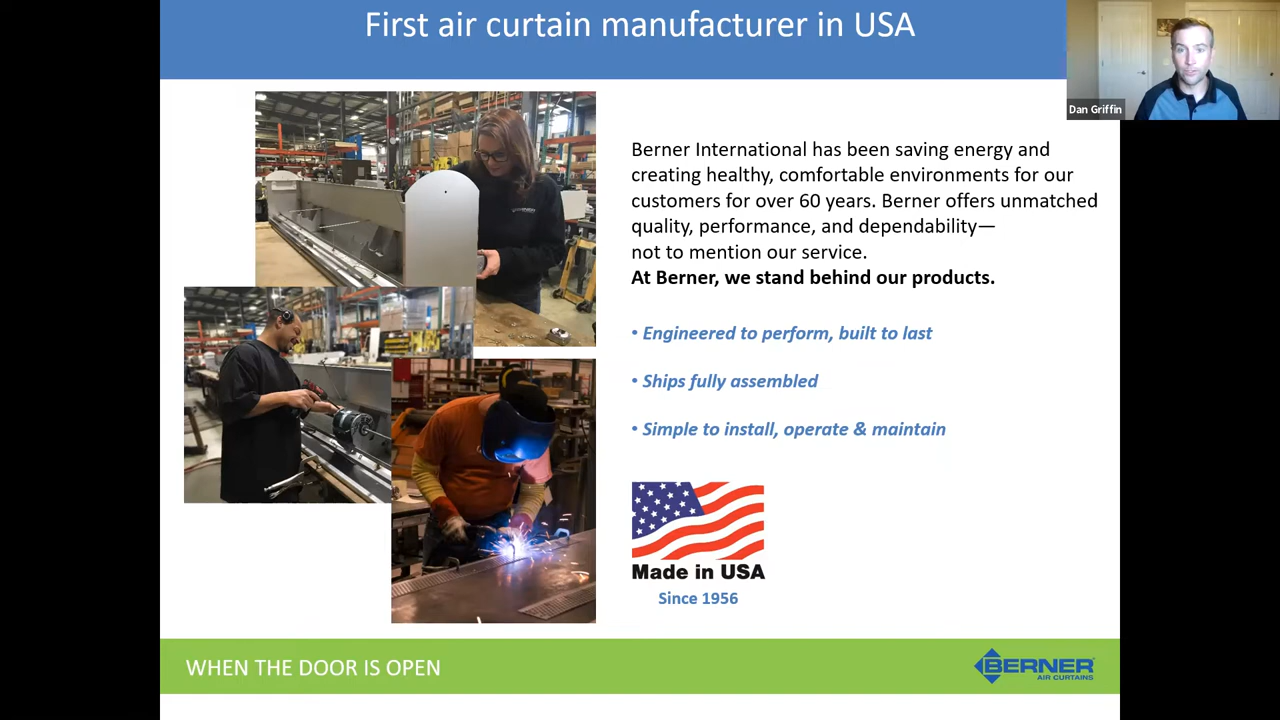 First air curtain manufacturer in USA
Dan Griffin
Berner International has been saving energy and
creating healthy, comfortable environments for our
customers for over 60 years. Berner offers unmatched
quality, performance, and dependability—
not to mention our service.
At Berner, we stand behind our products.
• Engineered to perform, built to last
• Ships fully assembled
• Simple to install, operate & maintain
Made in USA
Since 1956
WHEN THE DOOR IS OPEN
BERNER
AIR CURTAINS